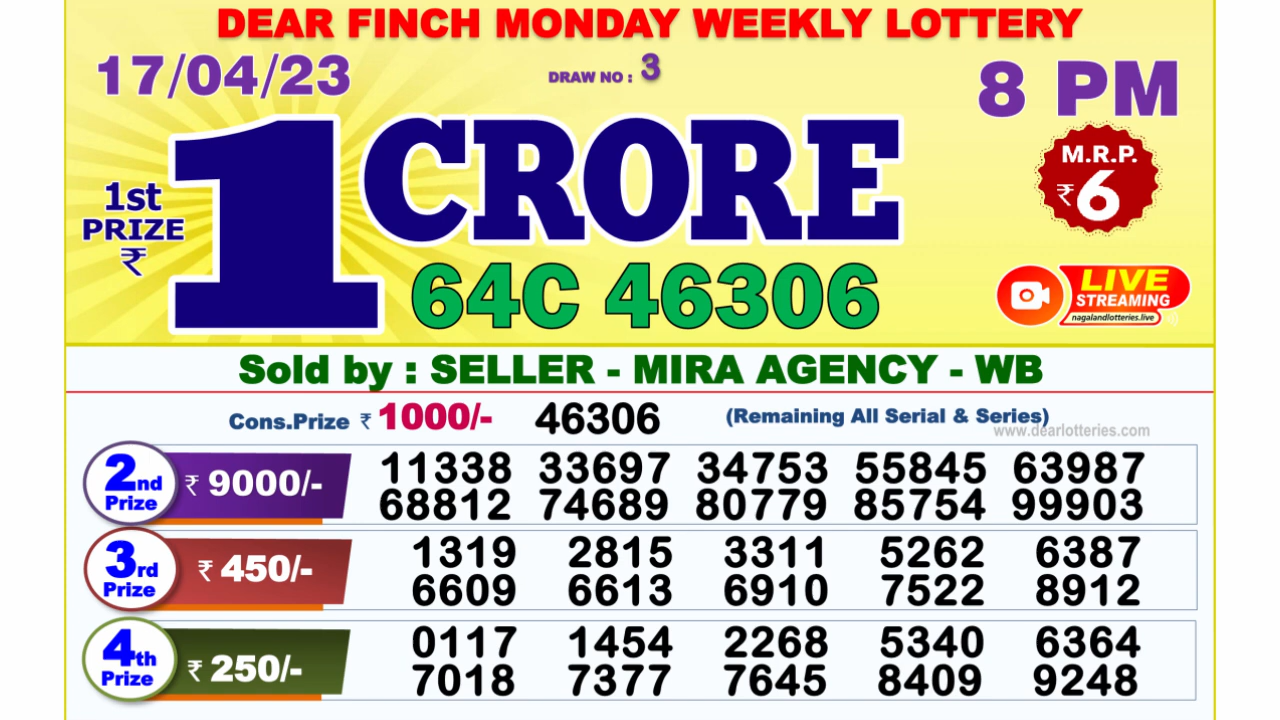 DEAR FINCH MONDAY WEEKLY LOTTERY
17/04/23 DRAW NO : 3 8 PM
1st PRIZE ₹ 1 CRORE
M.R.P. ₹ 6
64C 46306
LIVE STREAMING
nagalandlotteries.live
Sold by : SELLER - MIRA AGENCY - WB
Cons.Prize ₹ 1000/- 46306 (Remaining All Serial & Series)
www.dearlotteries.com
2nd Prize ₹ 9000/- 11338 33697 34753 55845 63987
68812 74689 80779 85754 99903
3rd Prize ₹ 450/- 1319 2815 3311 5262 6387
6609 6613 6910 7522 8912
4th Prize ₹ 250/- 0117 1454 2268 5340 6364
7018 7377 7645 8409 9248